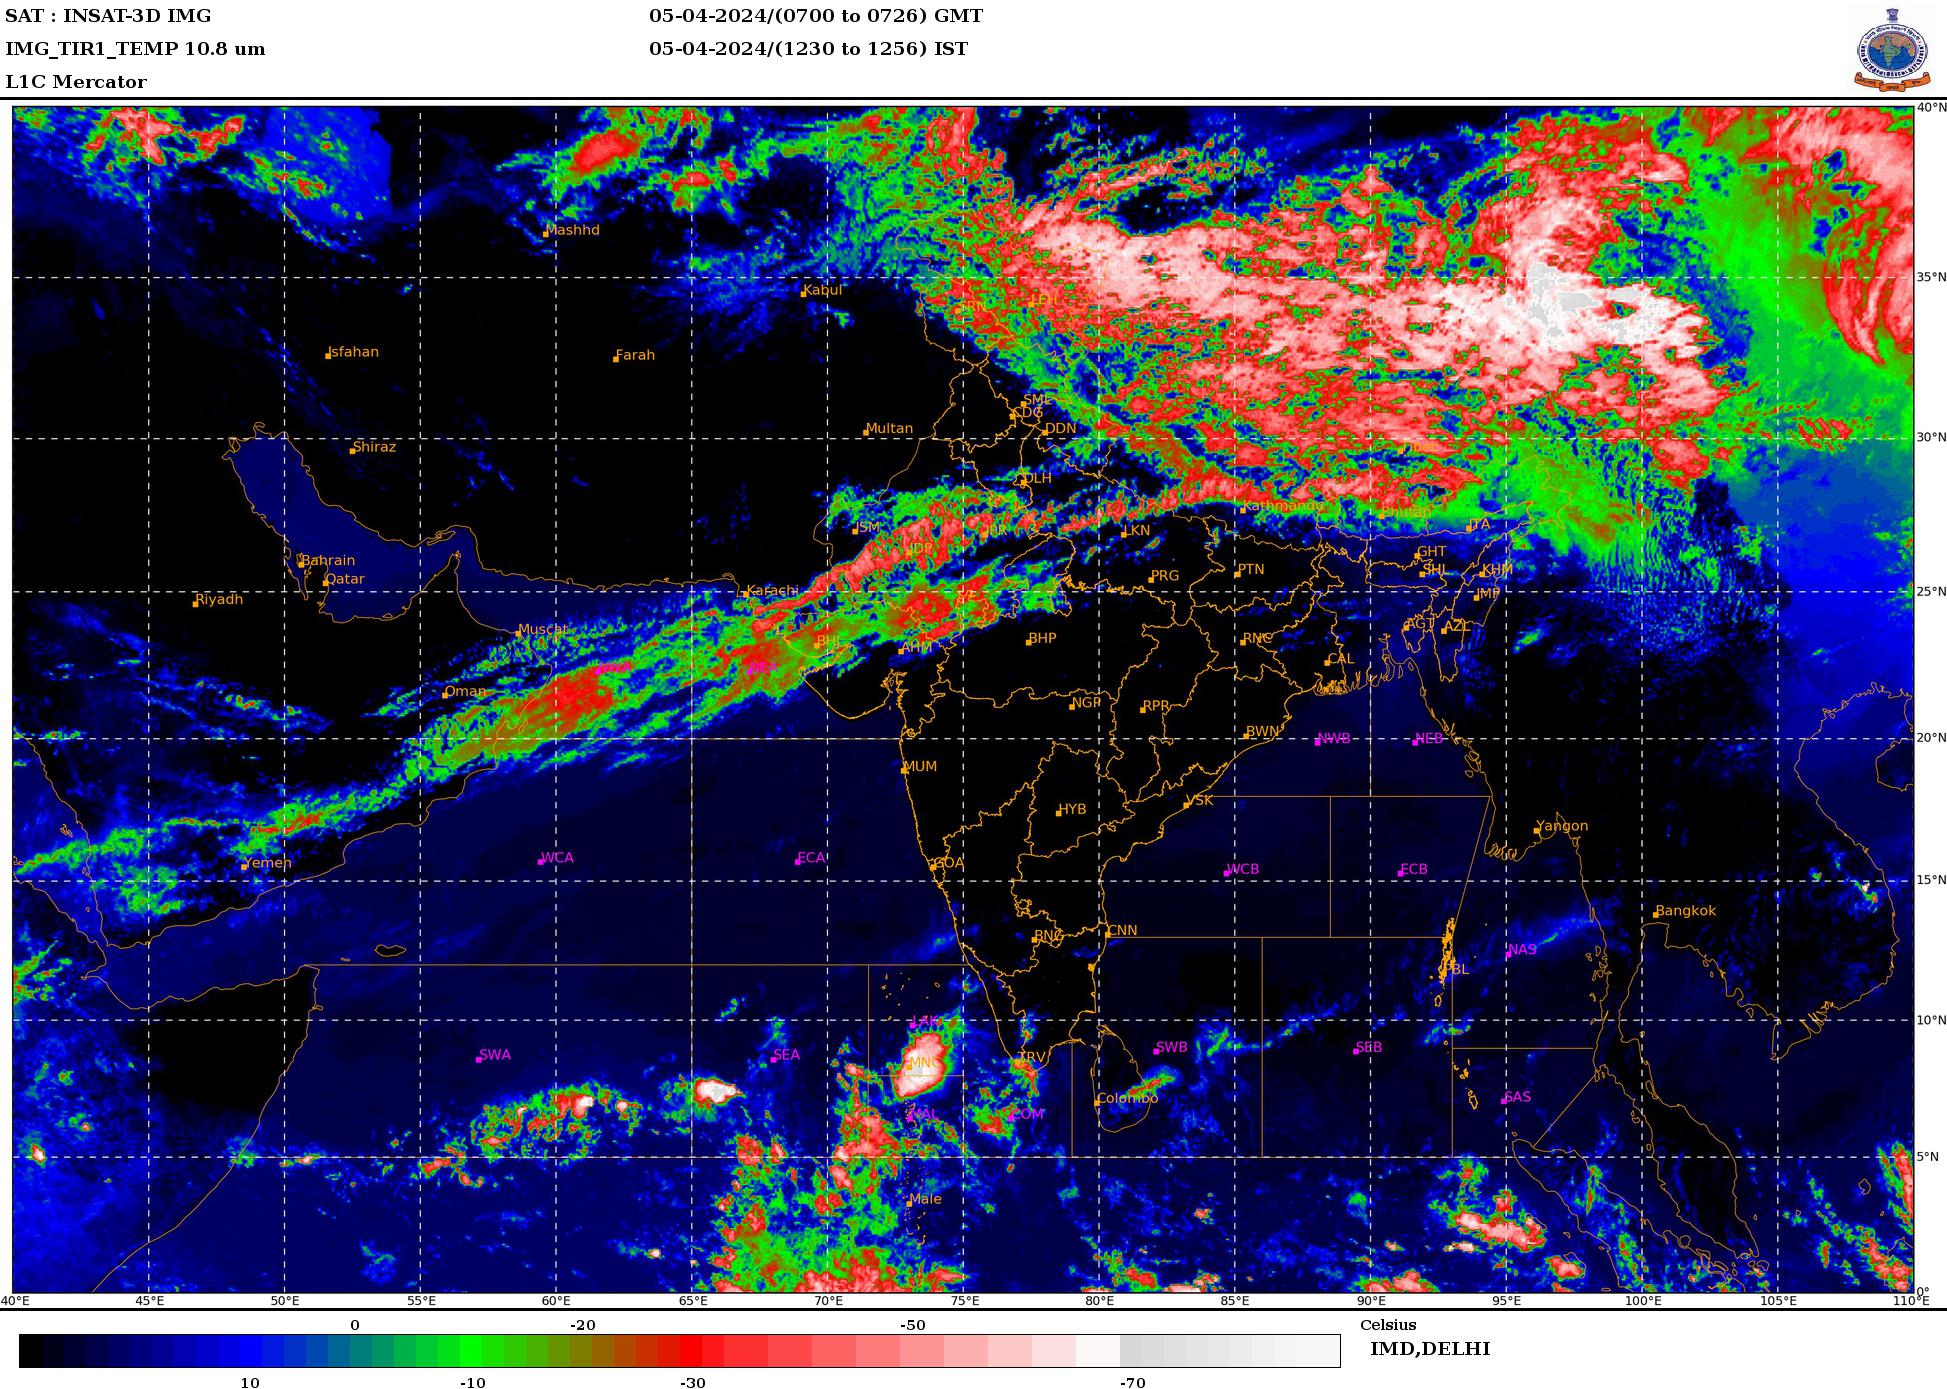 SAT : INSAT-3D IMG
05-04-2024/(0700 to 0726) GMT
IMG_TIR1_TEMP 10.8 um
05-04-2024/(1230 to 1256) IST
L1C Mercator
40°N
Mashhd
35°N
Kabul
LEH
SRN
Isfahan
Farah
SML
CDG
Multan
DDN
30°N
Shiraz
DLH
Kathmandu
Bhutan
JSM
JPR
LKN
ITA
JDP
GHT
Bahrain
Qatar
PRG
PTN
SHL
KHM
Karachi
IMP
25°N
Riyadh
Muscat
AGT
AZL
BHJ
BHP
RNC
AHM
CAL
NEA
Oman
NGP
RPR
BWN
NWB
NEB
20°N
MUM
VSK
HYB
Yangon
WCA
ECA
GOA
Yemen
WCB
ECB
15°N
Bangkok
BNG
CNN
NAS
PBL
LAK
10°N
SWA
SEA
MNC
TRV
SWB
SEB
Colombo
SAS
MAL
COM
5°N
Male
0°
40°E 45°E 50°E 55°E 60°E 65°E 70°E 75°E 80°E 85°E 90°E 95°E 100°E 105°E 110°E
0 -20 -50 Celsius
IMD,DELHI
10 -10 -30 -70